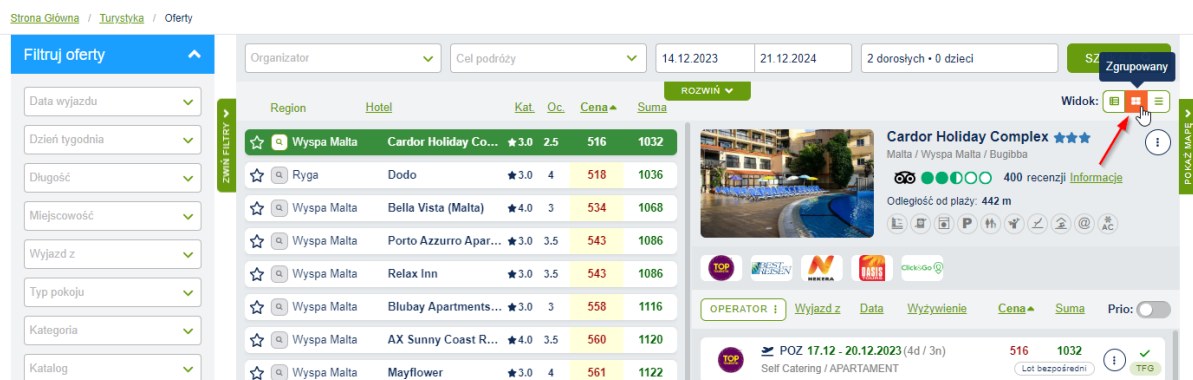 Strona Główna / Turystyka / Oferty
Filtruj oferty
Data wyjazdu
Dzień tygodnia
Długość
Miejscowość
Wyjazd z
Typ pokoju
Kategoria
Katalog
ZWIŃ FILTRY
Organizator
Cel podróży
14.12.2023
21.12.2024
2 dorosłych • 0 dzieci
SZ
Zgrupowany
ROZWIŃ
Widok:
POKAŻ MAPĘ
Region Hotel Kat. Oc. Cena Suma
Wyspa Malta Cardor Holiday Co... 3.0 2.5 516 1032
Ryga Dodo 3.0 4 518 1036
Wyspa Malta Bella Vista (Malta) 4.0 3 534 1068
Wyspa Malta Porto Azzurro Apar... 3.0 3.5 543 1086
Wyspa Malta Relax Inn 3.0 3.5 543 1086
Wyspa Malta Blubay Apartments... 3.0 3 558 1116
Wyspa Malta AX Sunny Coast R... 4.0 3.5 560 1120
Wyspa Malta Mayflower 3.0 4 561 1122
Cardor Holiday Complex
Malta / Wyspa Malta / Bugibba
400 recenzji Informacje
Odległość od plaży: 442 m
P @ AC
TOP BEST REISEN NEKERA OASIS Click&Go
OPERATOR Wyjazd z Data Wyżywienie Cena Suma Prio:
TOP POZ 17.12 - 20.12.2023 (4d / 3n) 516 1032
Self Catering / APARTAMENT Lot bezpośredni TFG